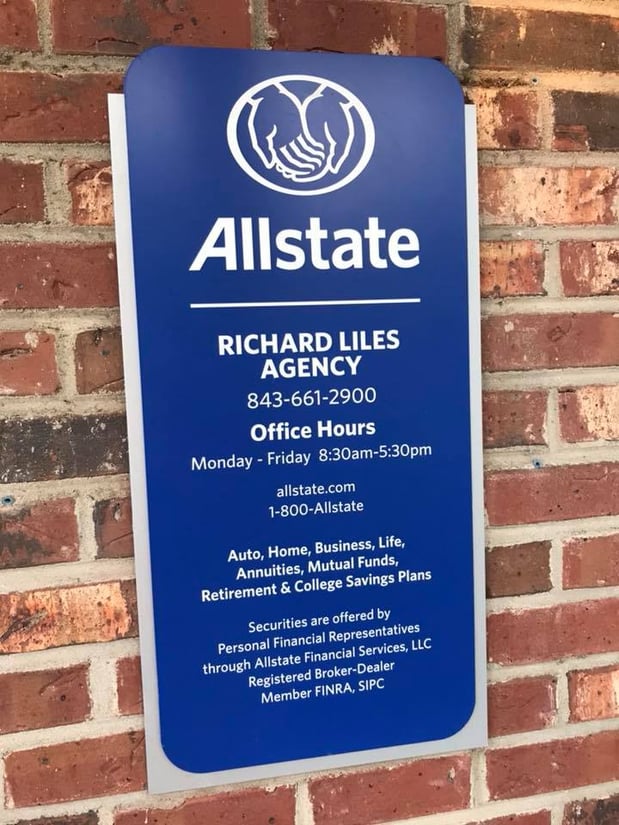 Allstate
RICHARD LILES
AGENCY
843-661-2900
Office Hours
Monday - Friday 8:30am-5:30pm
allstate.com
1-800-Allstate
Auto, Home, Business, Life,
Annuities, Mutual Funds,
Retirement & College Savings Plans
Securities are offered by
Personal Financial Representatives
through Allstate Financial Services, LLC
Registered Broker-Dealer
Member FINRA, SIPC